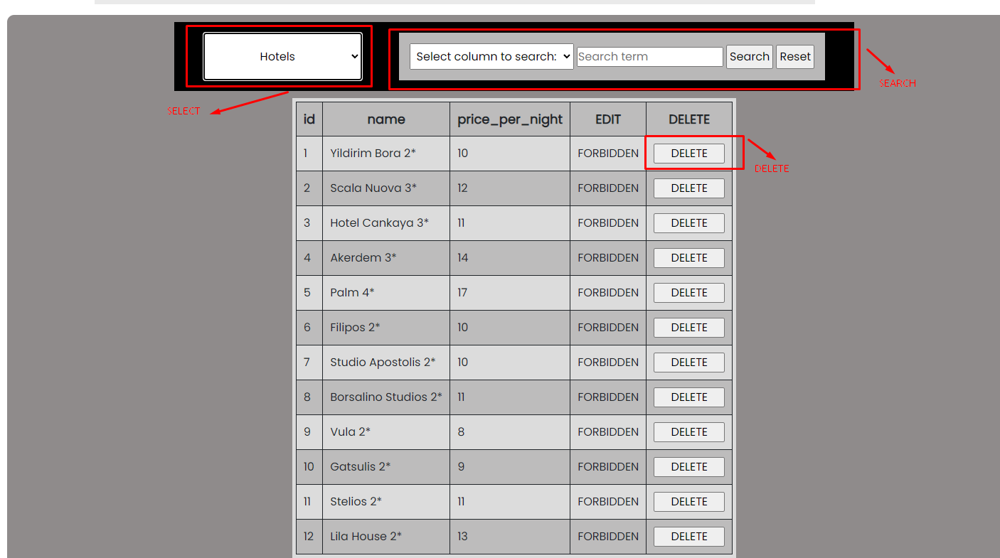 Hotels Select column to search: Search term Search Reset
SEARCH
SELECT
id name price_per_night EDIT DELETE
1 Yildirim Bora 2* 10 FORBIDDEN DELETE
DELETE
2 Scala Nuova 3* 12 FORBIDDEN DELETE
3 Hotel Cankaya 3* 11 FORBIDDEN DELETE
4 Akerdem 3* 14 FORBIDDEN DELETE
5 Palm 4* 17 FORBIDDEN DELETE
6 Filipos 2* 10 FORBIDDEN DELETE
7 Studio Apostolis 2* 10 FORBIDDEN DELETE
8 Borsalino Studios 2* 11 FORBIDDEN DELETE
9 Vula 2* 8 FORBIDDEN DELETE
10 Gatsulis 2* 9 FORBIDDEN DELETE
11 Stelios 2* 11 FORBIDDEN DELETE
12 Lila House 2* 13 FORBIDDEN DELETE